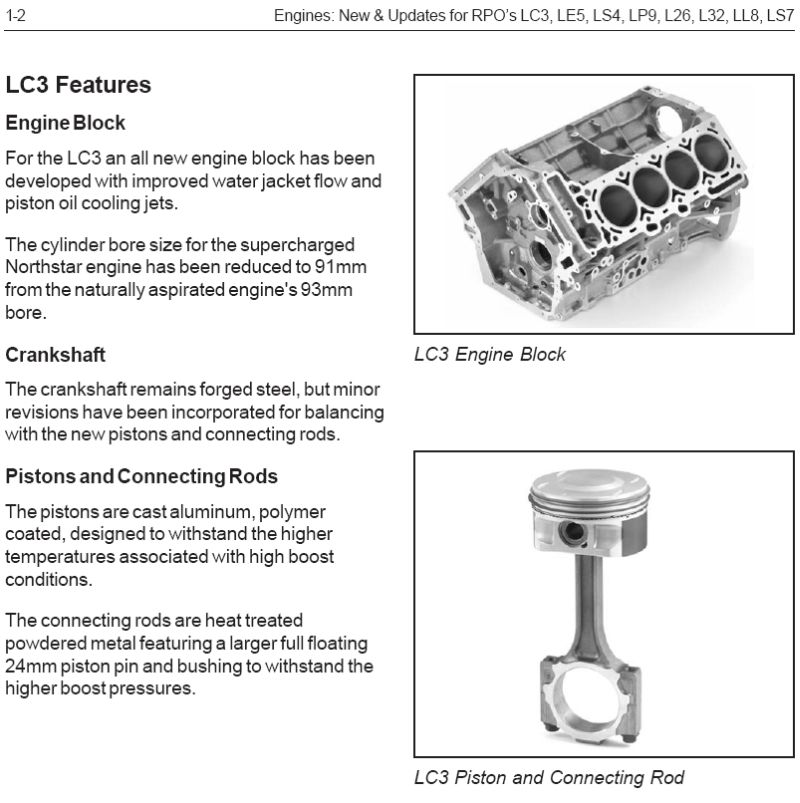 1-2
Engines: New & Updates for RPO's LC3, LE5, LS4, LP9, L26, L32, LL8, LS7
LC3 Features
Engine Block
For the LC3 an all new engine block has been
developed with improved water jacket flow and
piston oil cooling jets.
The cylinder bore size for the supercharged
Northstar engine has been reduced to 91mm
from the naturally aspirated engine's 93mm
bore.
Crankshaft
The crankshaft remains forged steel, but minor
revisions have been incorporated for balancing
with the new pistons and connecting rods.
Pistons and Connecting Rods
The pistons are cast aluminum, polymer
coated, designed to withstand the higher
temperatures associated with high boost
conditions.
The connecting rods are heat treated
powdered metal featuring a larger full floating
24mm piston pin and bushing to withstand the
higher boost pressures.
LC3 Engine Block
LC3 Piston and Connecting Rod